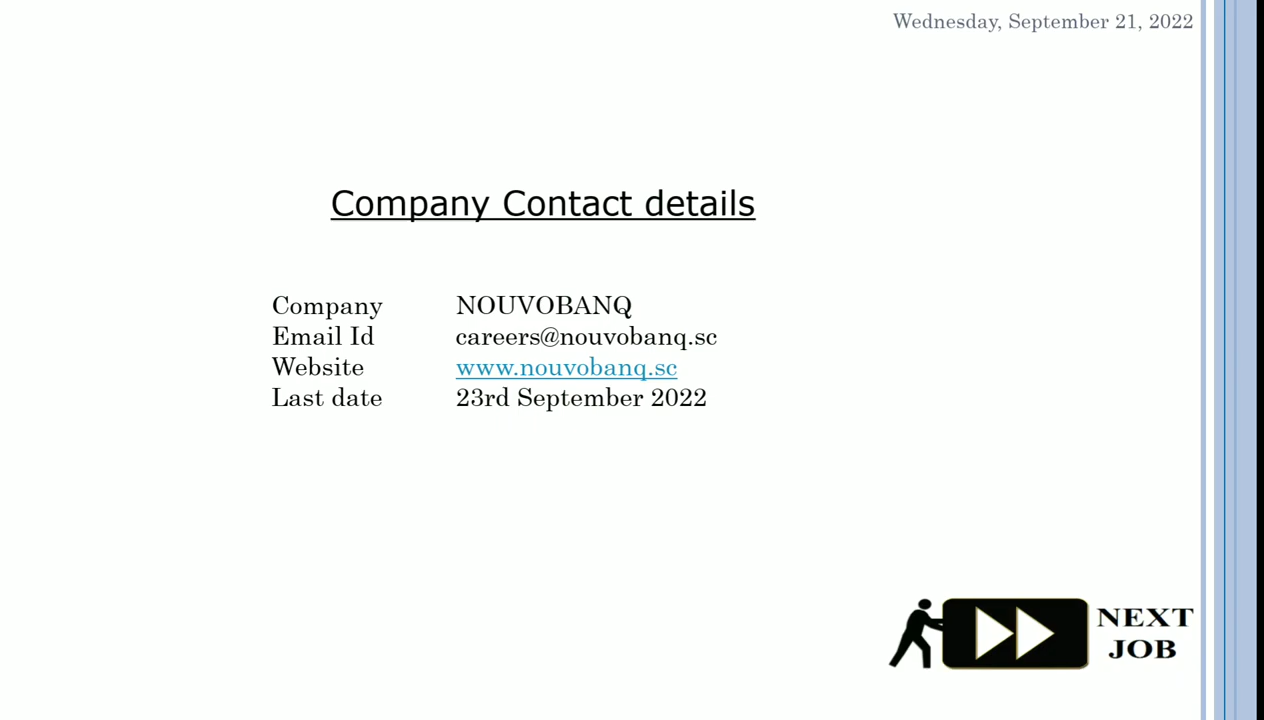 Wednesday, September 21, 2022
Company Contact details
Company NOUVOBANQ
Email Id careers@nouvobanq.sc
Website www.nouvobanq.sc
Last date 23rd September 2022
NEXT
JOB